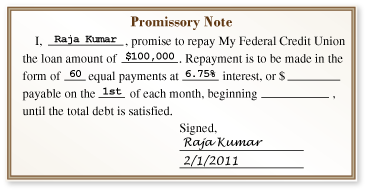 Promissory Note
I, Raja Kumar, promise to repay My Federal Credit Union
the loan amount of $100,000. Repayment is to be made in the
form of 60 equal payments at 6.75% interest, or $
payable on the 1st of each month, beginning ,
until the total debt is satisfied.
Signed,
Raja Kumar
2/1/2011